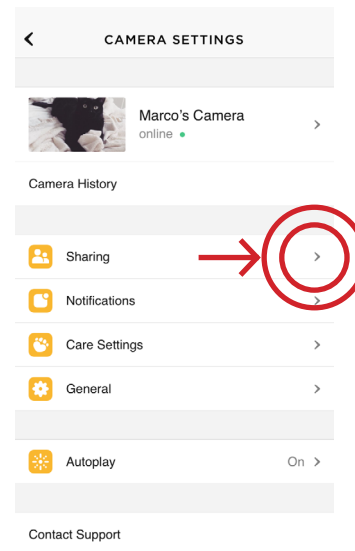 CAMERA SETTINGS
Marco's Camera
online
Camera History
Sharing
Notifications
Care Settings
General
Autoplay On
Contact Support